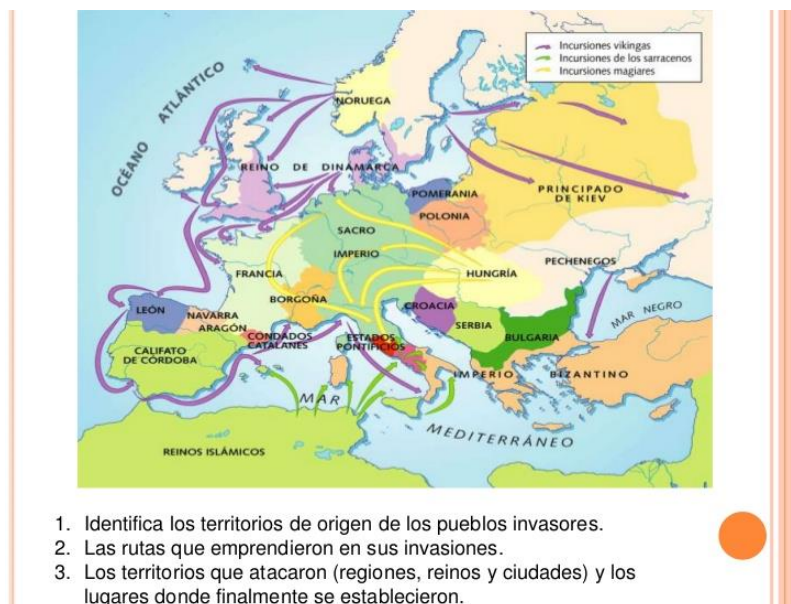 Incursiones vikingas
Incursiones de los sarracenos
Incursiones magiares
OCÉANO ATLÁNTICO
NORUEGA
REINO DE DINAMARCA
POMERANIA
POLONIA
PRINCIPADO
DE KIEV
SACRO
IMPERIO
FRANCIA
HUNGRÍA
PECHENEGOS
BORGOÑA
LEÓN
NAVARRA
ARAGÓN
CONDADOS
CATALANES
ESTADOS
PONTIFICIOS
CROACIA
SERBIA
BULGARIA
MAR NEGRO
CALIFATO
DE CÓRDOBA
IMPERIO BIZANTINO
MAR MEDITERRÁNEO
REINOS ISLÁMICOS
1. Identifica los territorios de origen de los pueblos invasores.
2. Las rutas que emprendieron en sus invasiones.
3. Los territorios que atacaron (regiones, reinos y ciudades) y los
lugares donde finalmente se establecieron.